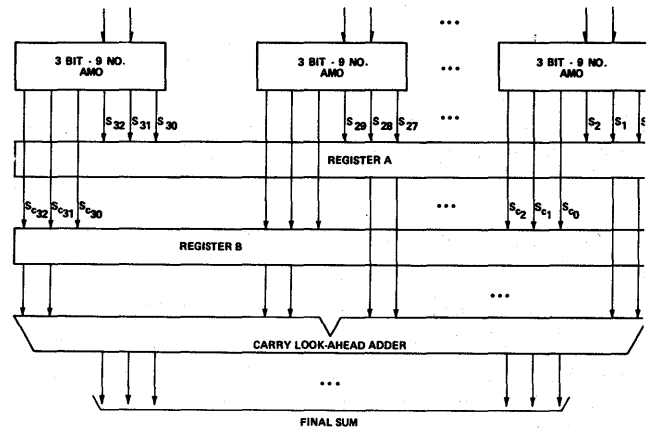 3 BIT - 9 NO.
AMO
3 BIT - 9 NO.
AMO
3 BIT - 9 NO.
AMO
S32 S31 S30
S29 S28 S27
S2 S1 S
REGISTER A
Sc32 Sc31 Sc30
Sc2 Sc1 Sc0
REGISTER B
CARRY LOOK-AHEAD ADDER
FINAL SUM